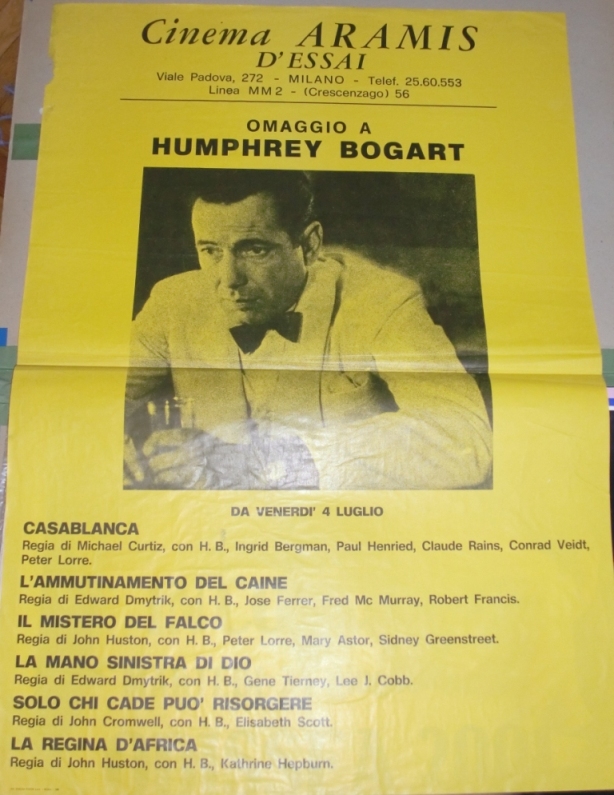 Cinema ARAMIS
D'ESSAI
Viale Padova, 272 - MILANO - Telef. 25.60.553
Linea MM2 - (Crescenzago) 56
OMAGGIO A
HUMPHREY BOGART
DA VENERDI' 4 LUGLIO
CASABLANCA
Regia di Michael Curtiz, con H. B., Ingrid Bergman, Paul Henried, Claude Rains, Conrad Veidt,
Peter Lorre.
L'AMMUTINAMENTO DEL CAINE
Regia di Edward Dmytrik, con H. B., Jose Ferrer, Fred Mc Murray, Robert Francis.
IL MISTERO DEL FALCO
Regia di John Huston, con H. B., Peter Lorre, Mary Astor, Sidney Greenstreet.
LA MANO SINISTRA DI DIO
Regia di Edward Dmytrik, con H. B., Gene Tierney, Lee J. Cobb.
SOLO CHI CADE PUO' RISORGERE
Regia di John Cromwell, con H. B., Elisabeth Scott.
LA REGINA D'AFRICA
Regia di John Huston, con H. B., Kathrine Hepburn.